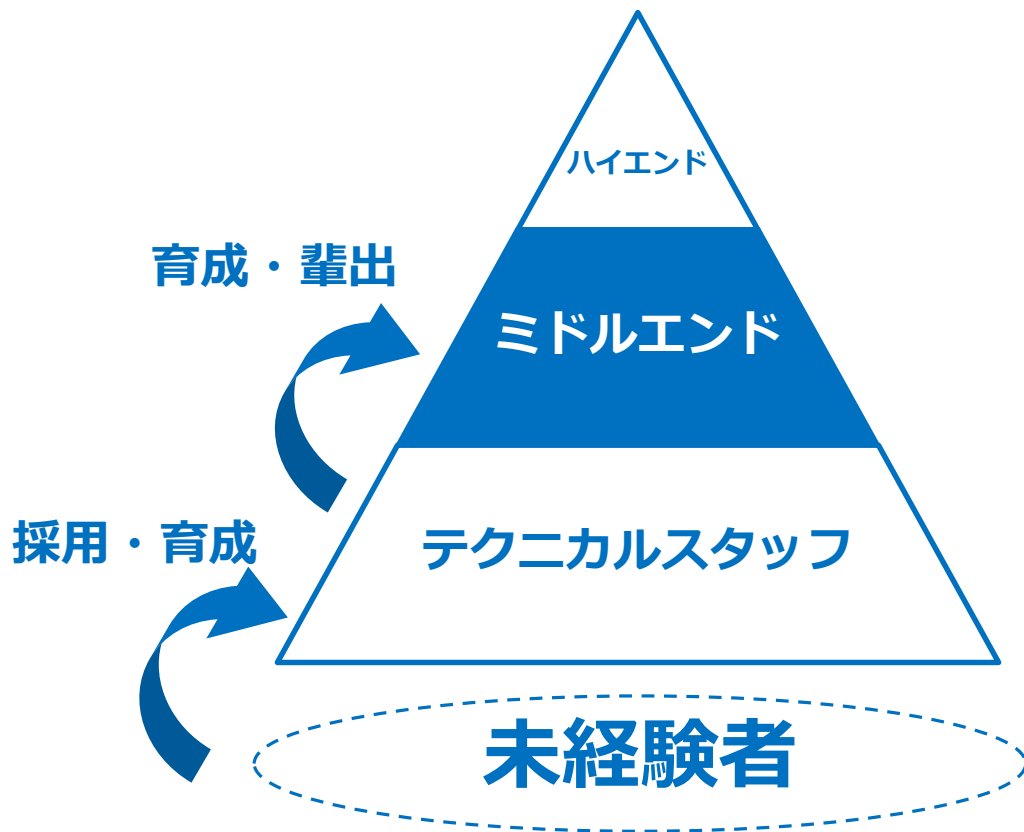 ハイエンド
育成・輩出
ミドルエンド
採用・育成
テクニカルスタッフ
未経験者